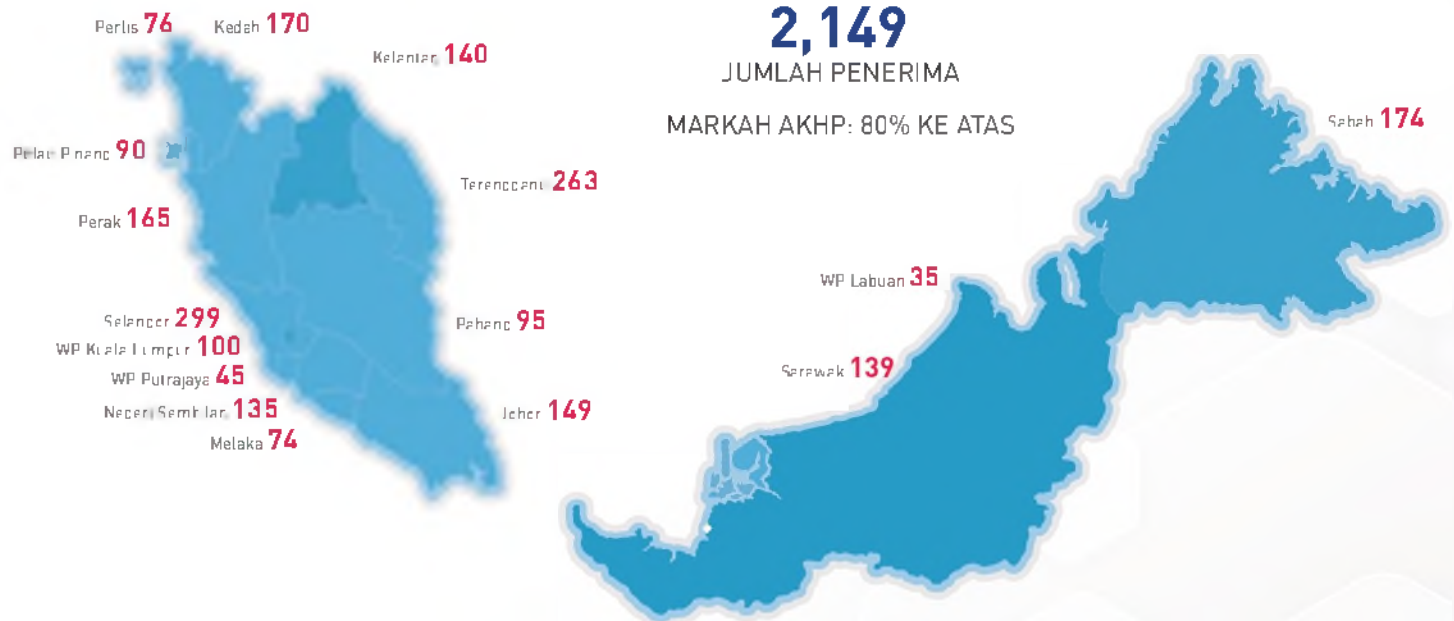 2,149
JUMLAH PENERIMA
MARKAH AKHP: 80% KE ATAS
Perlis 76
Kedah 170
Kelantan 140
Pulau Pinang 90
Terengganu 263
Perak 165
Selangor 299
WP Kuala Lumpur 100
WP Putrajaya 45
Negeri Sembilan 135
Melaka 74
Pahang 95
Johor 149
Sabah 174
WP Labuan 35
Sarawak 139